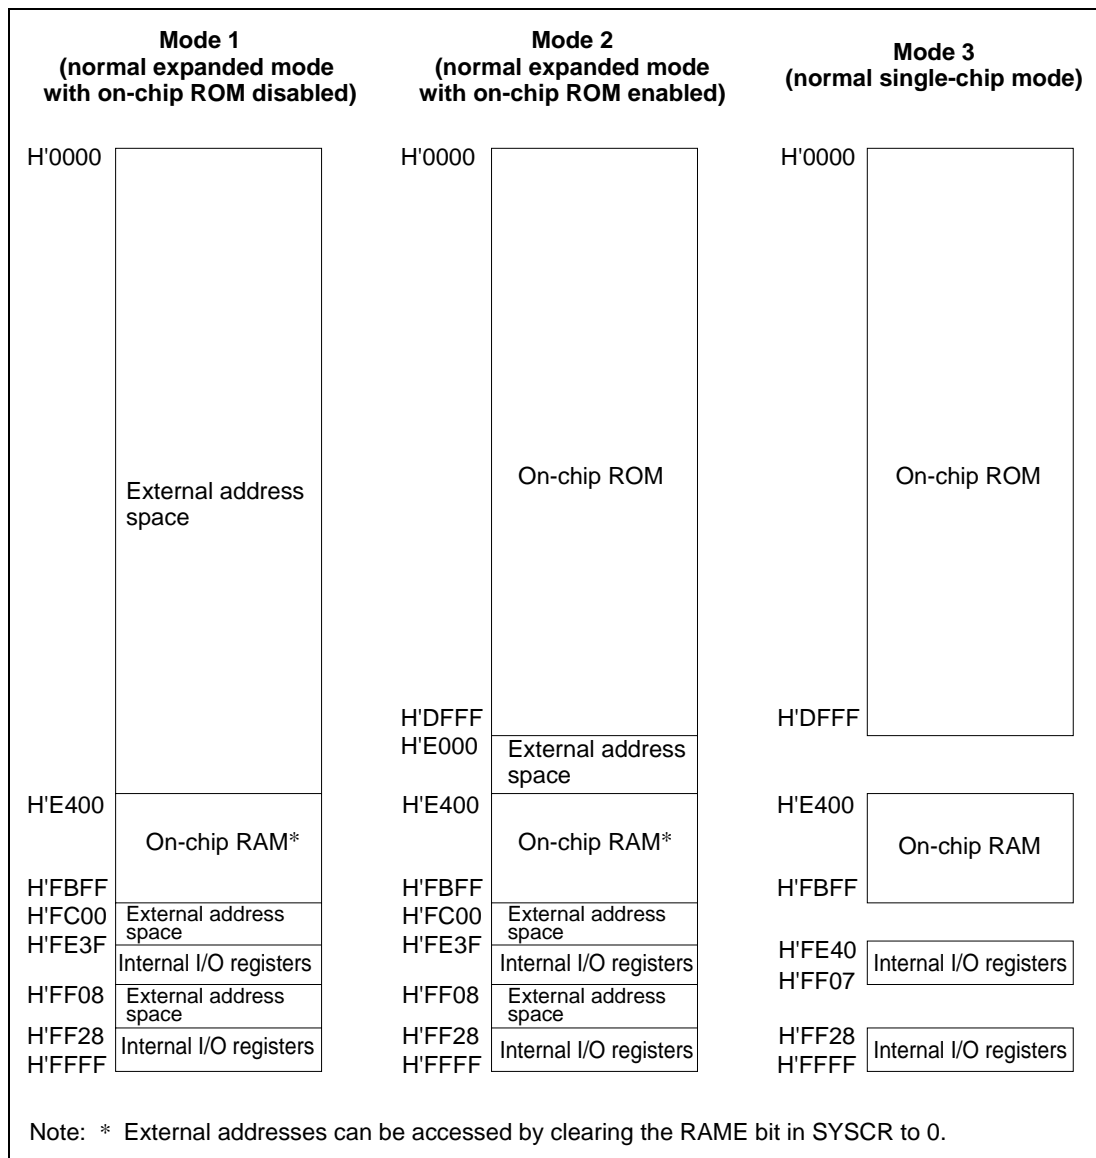 Mode 1
(normal expanded mode
with on-chip ROM disabled)
H'0000
External address
space
H'E400
On-chip RAM*
H'FBFF
H'FC00
External address
space
H'FE3F
Internal I/O registers
H'FF08
External address
space
H'FF28
Internal I/O registers
H'FFFF
Mode 2
(normal expanded mode
with on-chip ROM enabled)
H'0000
On-chip ROM
H'DFFF
H'E000
External address
space
H'E400
On-chip RAM*
H'FBFF
H'FC00
External address
space
H'FE3F
Internal I/O registers
H'FF08
External address
space
H'FF28
Internal I/O registers
H'FFFF
Mode 3
(normal single-chip mode)
H'0000
On-chip ROM
H'DFFF
H'E400
On-chip RAM
H'FBFF
H'FE40
Internal I/O registers
H'FF07
H'FF28
Internal I/O registers
H'FFFF
Note: * External addresses can be accessed by clearing the RAME bit in SYSCR to 0.